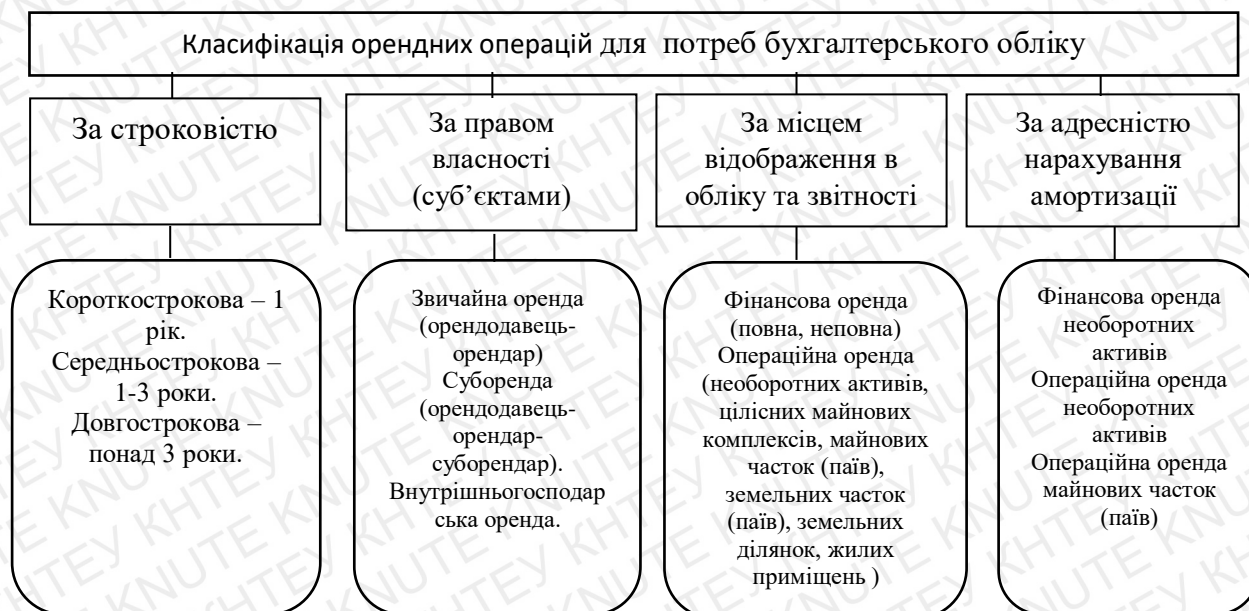 Класифікація орендних операцій для потреб бухгалтерського обліку
За строковістю
За правом
власності
(суб’єктами)
За місцем
відображення в
обліку та звітності
За адресністю
нарахування
амортизації
Короткострокова – 1
рік.
Середньострокова –
1-3 роки.
Довгострокова –
понад 3 роки.
Звичайна оренда
(орендодавець-
орендар)
Суборенда
(орендодавець-
орендар-
суборендар).
Внутрішньогосподар
ська оренда.
Фінансова оренда
(повна, неповна)
Операційна оренда
(необоротних активів,
цілісних майнових
комплексів, майнових
часток (паїв),
земельних часток
(паїв), земельних
ділянок, жилих
приміщень )
Фінансова оренда
необоротних
активів
Операційна оренда
необоротних
активів
Операційна оренда
майнових часток
(паїв)